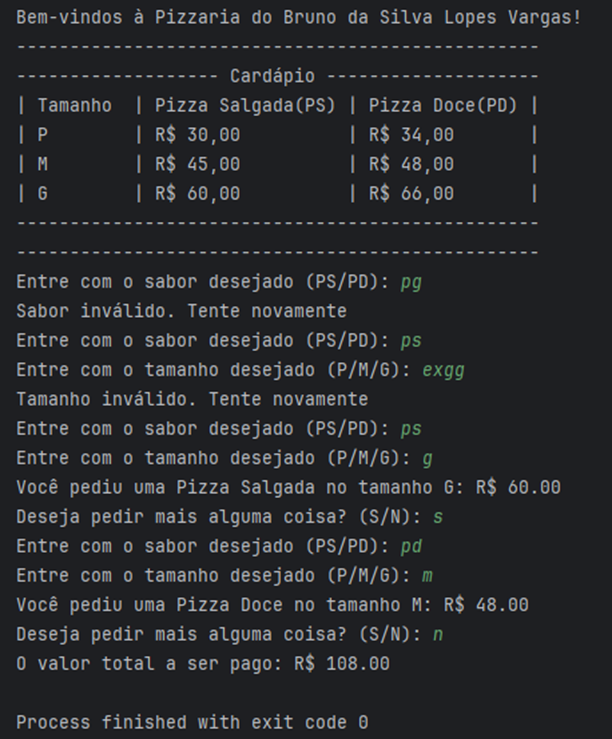 Bem-vindos à Pizzaria do Bruno da Silva Lopes Vargas!
-------------------------------------------------
------------------- Cardápio --------------------
| Tamanho  | Pizza Salgada(PS) | Pizza Doce(PD) |
| P        | R$ 30,00          | R$ 34,00       |
| M        | R$ 45,00          | R$ 48,00       |
| G        | R$ 60,00          | R$ 66,00       |
-------------------------------------------------
-------------------------------------------------
Entre com o sabor desejado (PS/PD): pg
Sabor inválido. Tente novamente
Entre com o sabor desejado (PS/PD): ps
Entre com o tamanho desejado (P/M/G): exgg
Tamanho inválido. Tente novamente
Entre com o sabor desejado (PS/PD): ps
Entre com o tamanho desejado (P/M/G): g
Você pediu uma Pizza Salgada no tamanho G: R$ 60.00
Deseja pedir mais alguma coisa? (S/N): s
Entre com o sabor desejado (PS/PD): pd
Entre com o tamanho desejado (P/M/G): m
Você pediu uma Pizza Doce no tamanho M: R$ 48.00
Deseja pedir mais alguma coisa? (S/N): n
O valor total a ser pago: R$ 108.00
Process finished with exit code 0